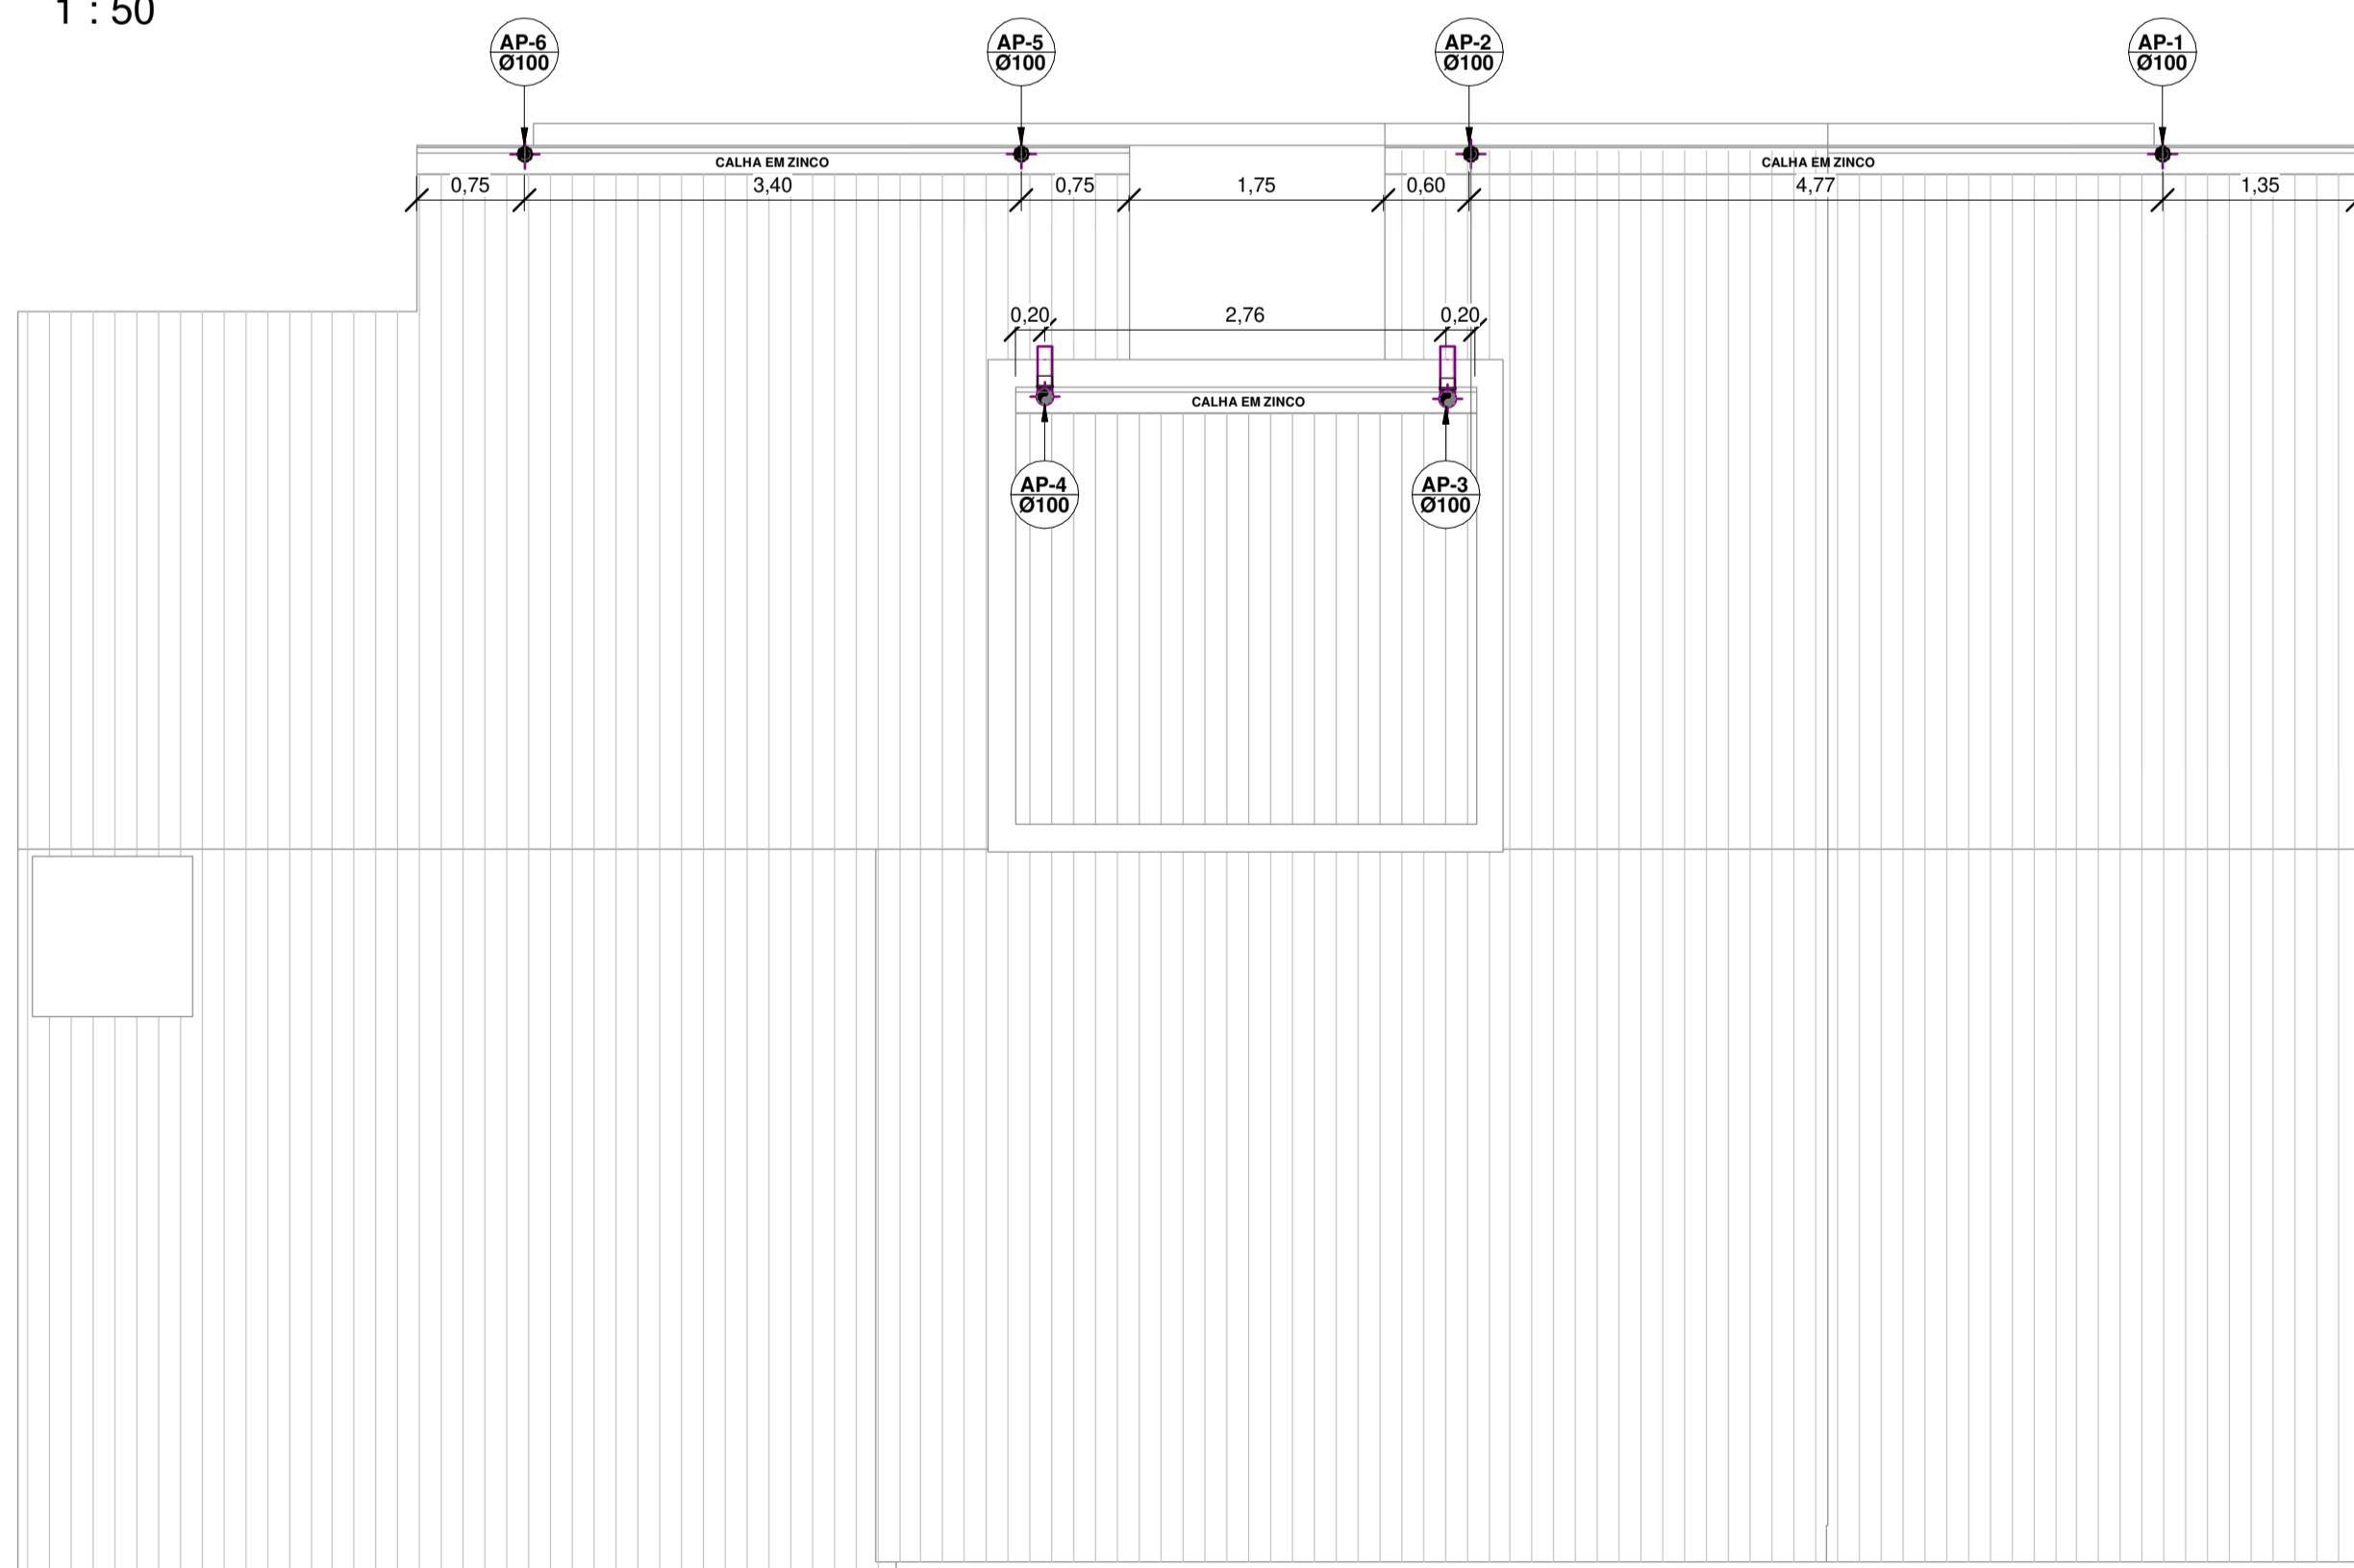 1 : 50
AP-6
Ø100
AP-5
Ø100
AP-2
Ø100
AP-1
Ø100
CALHA EM ZINCO
CALHA EM ZINCO
0,75
3,40
0,75
1,75
0,60
4,77
1,35
0,20
2,76
0,20
CALHA EM ZINCO
AP-4
Ø100
AP-3
Ø100